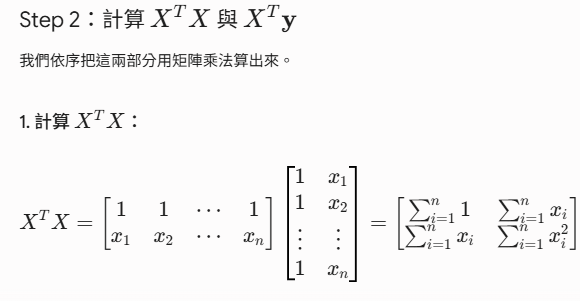 Step 2：計算 $X^T X$ 與 $X^T \mathbf{y}$
我們依序把這兩部分用矩陣乘法算出來。
1. 計算 $X^T X$：
$X^T X = \begin{bmatrix} 1 & 1 & \cdots & 1 \\ x_1 & x_2 & \cdots & x_n \end{bmatrix} \begin{bmatrix} 1 & x_1 \\ 1 & x_2 \\ \vdots & \vdots \\ 1 & x_n \end{bmatrix} = \begin{bmatrix} \sum_{i=1}^n 1 & \sum_{i=1}^n x_i \\ \sum_{i=1}^n x_i & \sum_{i=1}^n x_i^2 \end{bmatrix}$